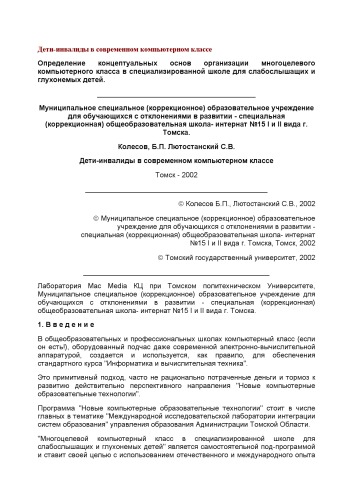 Дети-инвалиды в современном компьютерном классе
Определение концептуальных основ организации многоцелевого
компьютерного класса в специализированной школе для слабослышащих и
глухонемых детей.
Муниципальное специальное (коррекционное) образовательное учреждение
для обучающихся с отклонениями в развитии - специальная
(коррекционная) общеобразовательная школа- интернат №15 I и II вида г.
Томска.
Колесов, Б.П. Лютостанский С.В.
Дети-инвалиды в современном компьютерном классе
Томск - 2002
© Колесов Б.П., Лютостанский С.В., 2002
© Муниципальное специальное (коррекционное) образовательное
учреждение для обучающихся с отклонениями в развитии -
специальная (коррекционная) общеобразовательная школа- интернат
№15 I и II вида г. Томска, Томск, 2002
© Томский государственный университет, 2002
Лаборатория Mac Media КЦ при Томском политехническом Университете,
Муниципальное специальное (коррекционное) образовательное учреждение для
обучающихся с отклонениями в развитии - специальная (коррекционная)
общеобразовательная школа- интернат №15 I и II вида г. Томска.
1. В в е д е н и е
В общеобразовательных и профессиональных школах компьютерный класс (если
он есть!), оборудованный подчас даже современной электронно-вычислительной
аппаратурой, создается и используется, как правило, для обеспечения
стандартного курса "Информатика и вычислительная техника".
Это примитивный подход, часто не рационально потраченные деньги и тормоз к
развитию действительно перспективного направления "Новые компьютерные
образовательные технологии".
Программа "Новые компьютерные образовательные технологии" стоит в числе
главных в тематике "Международной исследовательской лаборатории интеграции
систем образования" управления образования Администрации Томской Области.
"Многоцелевой компьютерный класс в специализированной школе для
слабослышащих и глухонемых детей" является самостоятельной под-программой
и ставит своей целью с использованием отечественного и международного опыта